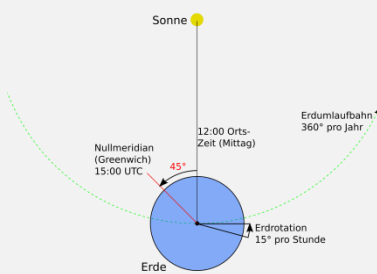 Sonne
Erdumlaufbahn
360° pro Jahr
12:00 Orts-
Zeit (Mittag)
Nullmeridian
(Greenwich)
15:00 UTC
45°
Erdrotation
15° pro Stunde
Erde